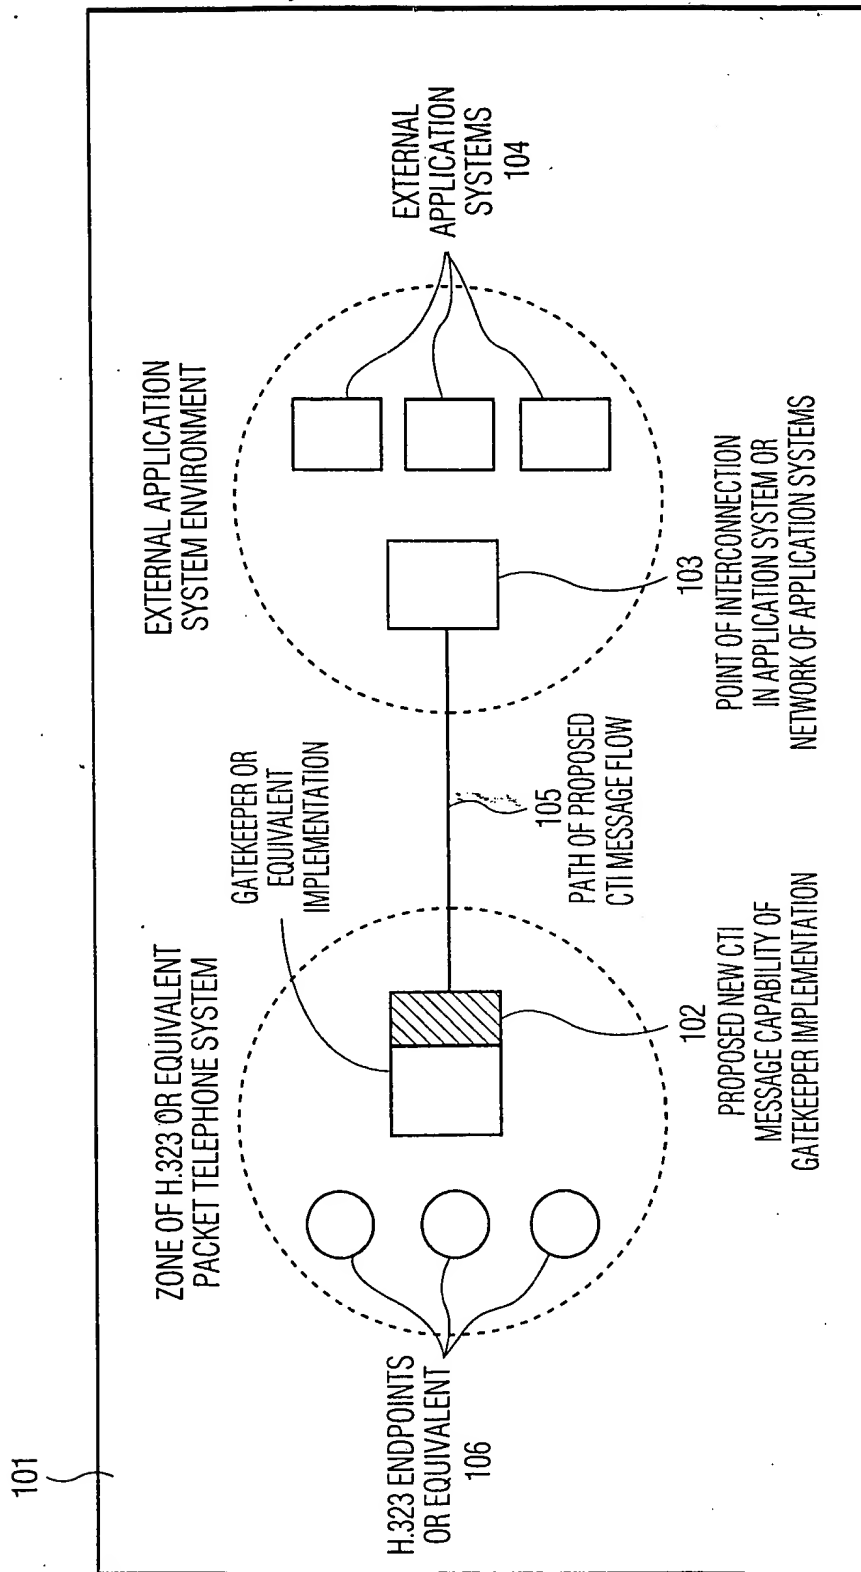 101
ZONE OF H.323 OR EQUIVALENT
PACKET TELEPHONE SYSTEM
EXTERNAL APPLICATION
SYSTEM ENVIRONMENT
GATEKEEPER OR
EQUIVALENT
IMPLEMENTATION
EXTERNAL
APPLICATION
SYSTEMS
104
H.323 ENDPOINTS
OR EQUIVALENT
106
105
PATH OF PROPOSED
CTI MESSAGE FLOW
102
PROPOSED NEW CTI
MESSAGE CAPABILITY OF
GATEKEEPER IMPLEMENTATION
103
POINT OF INTERCONNECTION
IN APPLICATION SYSTEM OR
NETWORK OF APPLICATION SYSTEMS